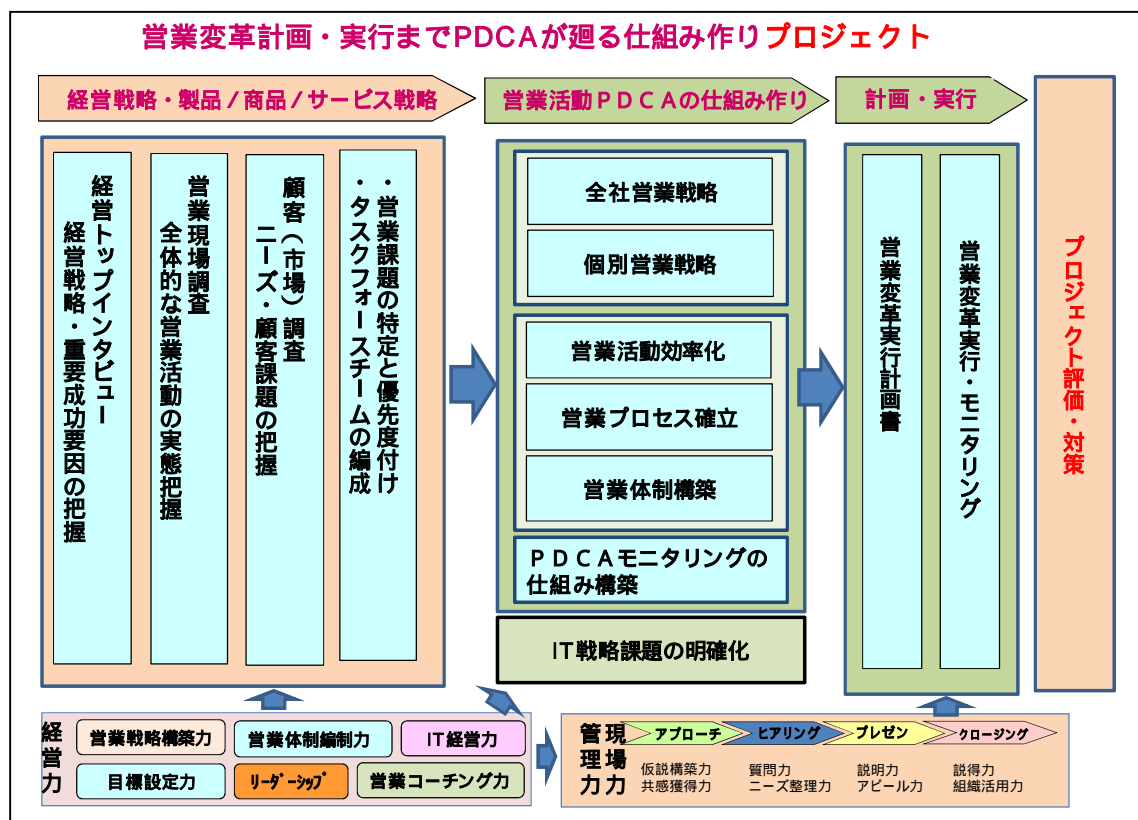 営業変革計画・実行までPDCAが廻る仕組み作りプロジェクト
経営戦略・製品/商品/サービス戦略
営業活動PDCAの仕組み作り
計画・実行
経営トップインタビュー
経営戦略・重要成功要因の把握
営業現場調査
全体的な営業活動の実態把握
顧客(市場)調査
ニーズ・顧客課題の把握
・営業課題の特定と優先度付け
・タスクフォースチームの編成
全社営業戦略
個別営業戦略
営業活動効率化
営業プロセス確立
営業体制構築
PDCAモニタリングの
仕組み構築
IT戦略課題の明確化
営業変革実行計画書
営業変革実行・モニタリング
プロジェクト評価・対策
経営力
営業戦略構築力
営業体制編制力
IT経営力
目標設定力
リーダーシップ
営業コーチング力
現場力
管理力
アプローチ
ヒアリング
プレゼン
クロージング
仮説構築力
共感獲得力
質問力
ニーズ整理力
説明力
アピール力
説得力
組織活用力